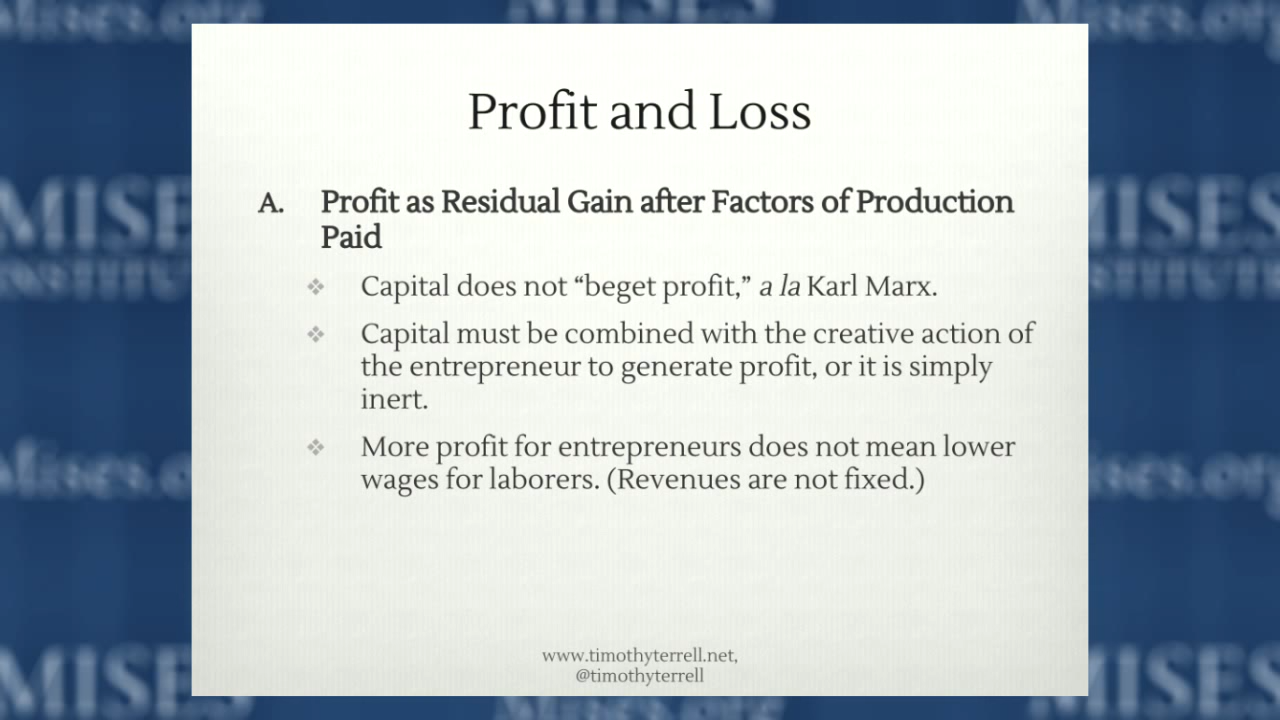 Profit and Loss
A. Profit as Residual Gain after Factors of Production
Paid
❖ Capital does not “beget profit,” a la Karl Marx.
❖ Capital must be combined with the creative action of
the entrepreneur to generate profit, or it is simply
inert.
❖ More profit for entrepreneurs does not mean lower
wages for laborers. (Revenues are not fixed.)
www.timothyterrell.net,
@timothyterrell